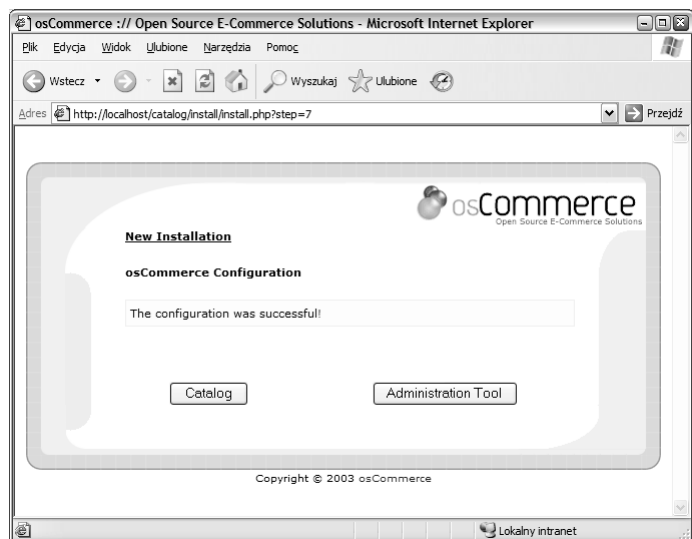 osCommerce :// Open Source E-Commerce Solutions - Microsoft Internet Explorer
Plik Edycja Widok Ulubione Narzędzia Pomoc
Wstecz Wyszukaj Ulubione
Adres http://localhost/catalog/install/install.php?step=7 Przejdź
osCommerce
Open Source E-Commerce Solutions
New Installation
osCommerce Configuration
The configuration was successful!
Catalog Administration Tool
Copyright © 2003 osCommerce
Lokalny intranet